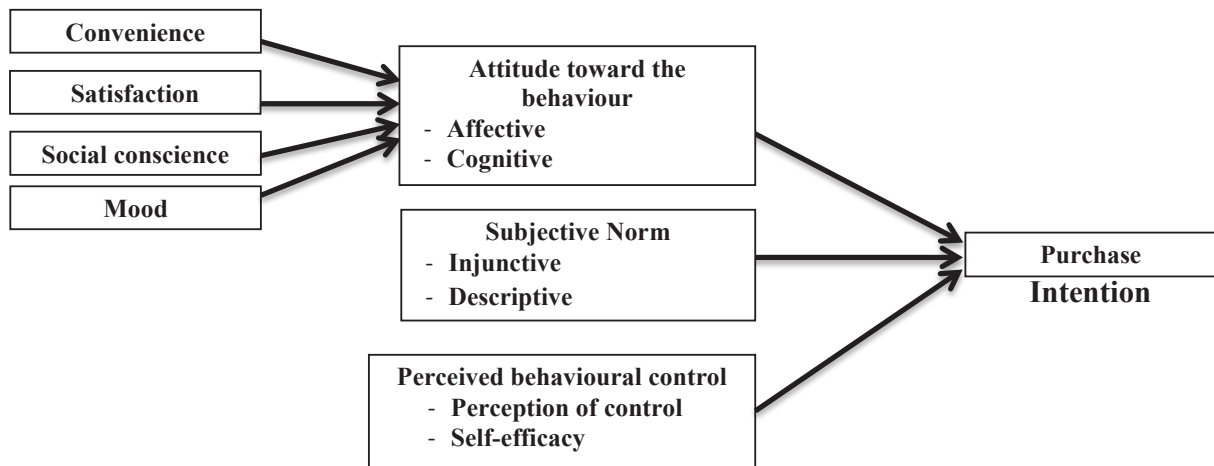 Convenience
Satisfaction
Social conscience
Mood
Attitude toward the
behaviour
- Affective
- Cognitive
Subjective Norm
- Injunctive
- Descriptive
Perceived behavioural control
- Perception of control
- Self-efficacy
Purchase
Intention